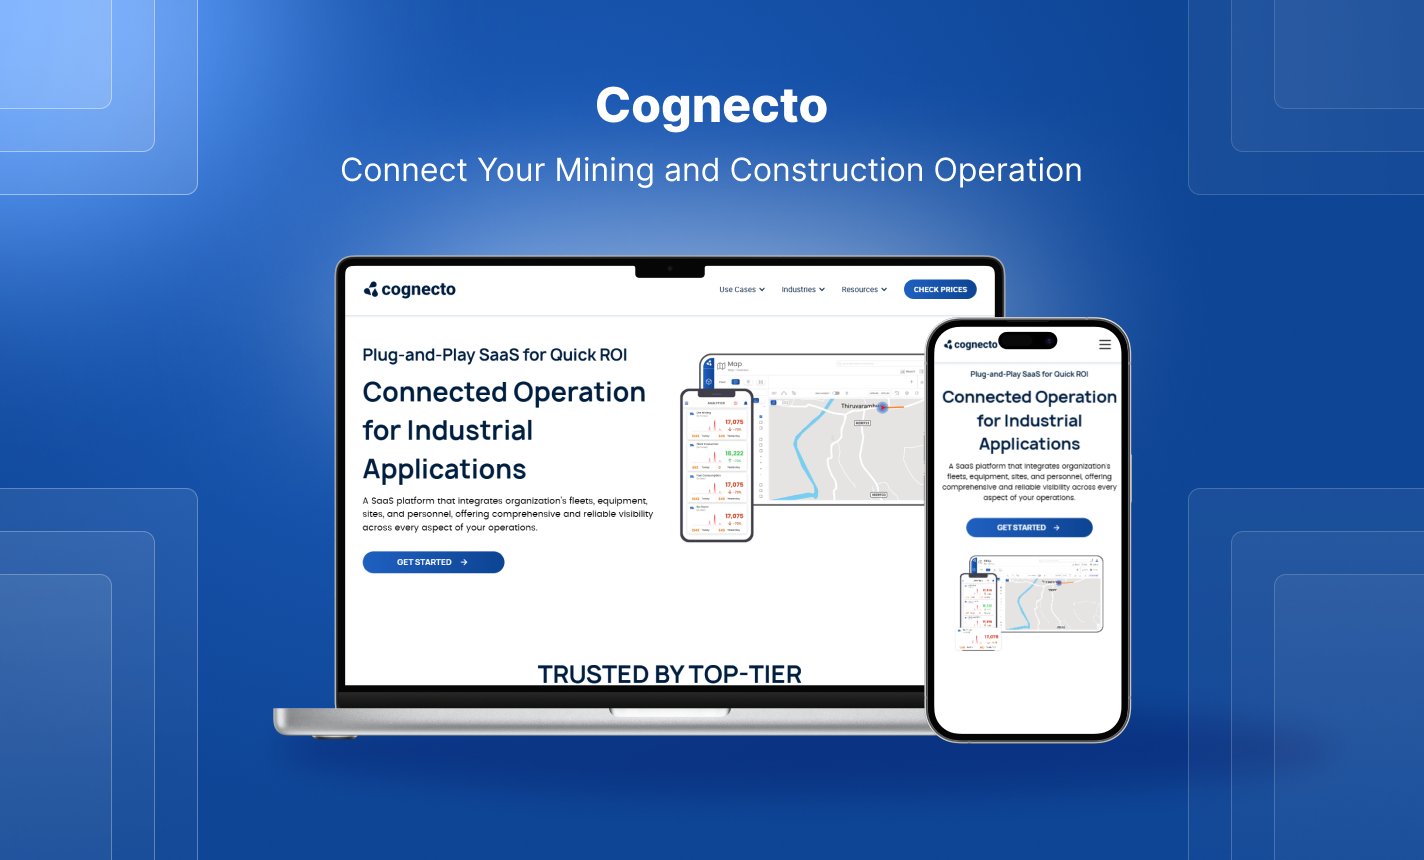 Cognecto
Connect Your Mining and Construction Operation
cognecto
Use Cases
Industries
Resources
CHECK PRICES
Plug-and-Play SaaS for Quick ROI
Connected Operation
for Industrial
Applications
A SaaS platform that integrates organization's fleets, equipment,
sites, and personnel, offering comprehensive and reliable visibility
across every aspect of your operations.
GET STARTED
Map
17,075
18,222
17,075
17,075
TRUSTED BY TOP-TIER
cognecto
Plug-and-Play SaaS for Quick ROI
Connected Operation
for Industrial
Applications
A SaaS platform that integrates organization's
fleets, equipment, sites, and personnel, offering
comprehensive and reliable visibility across every
aspect of your operations.
GET STARTED
17,075